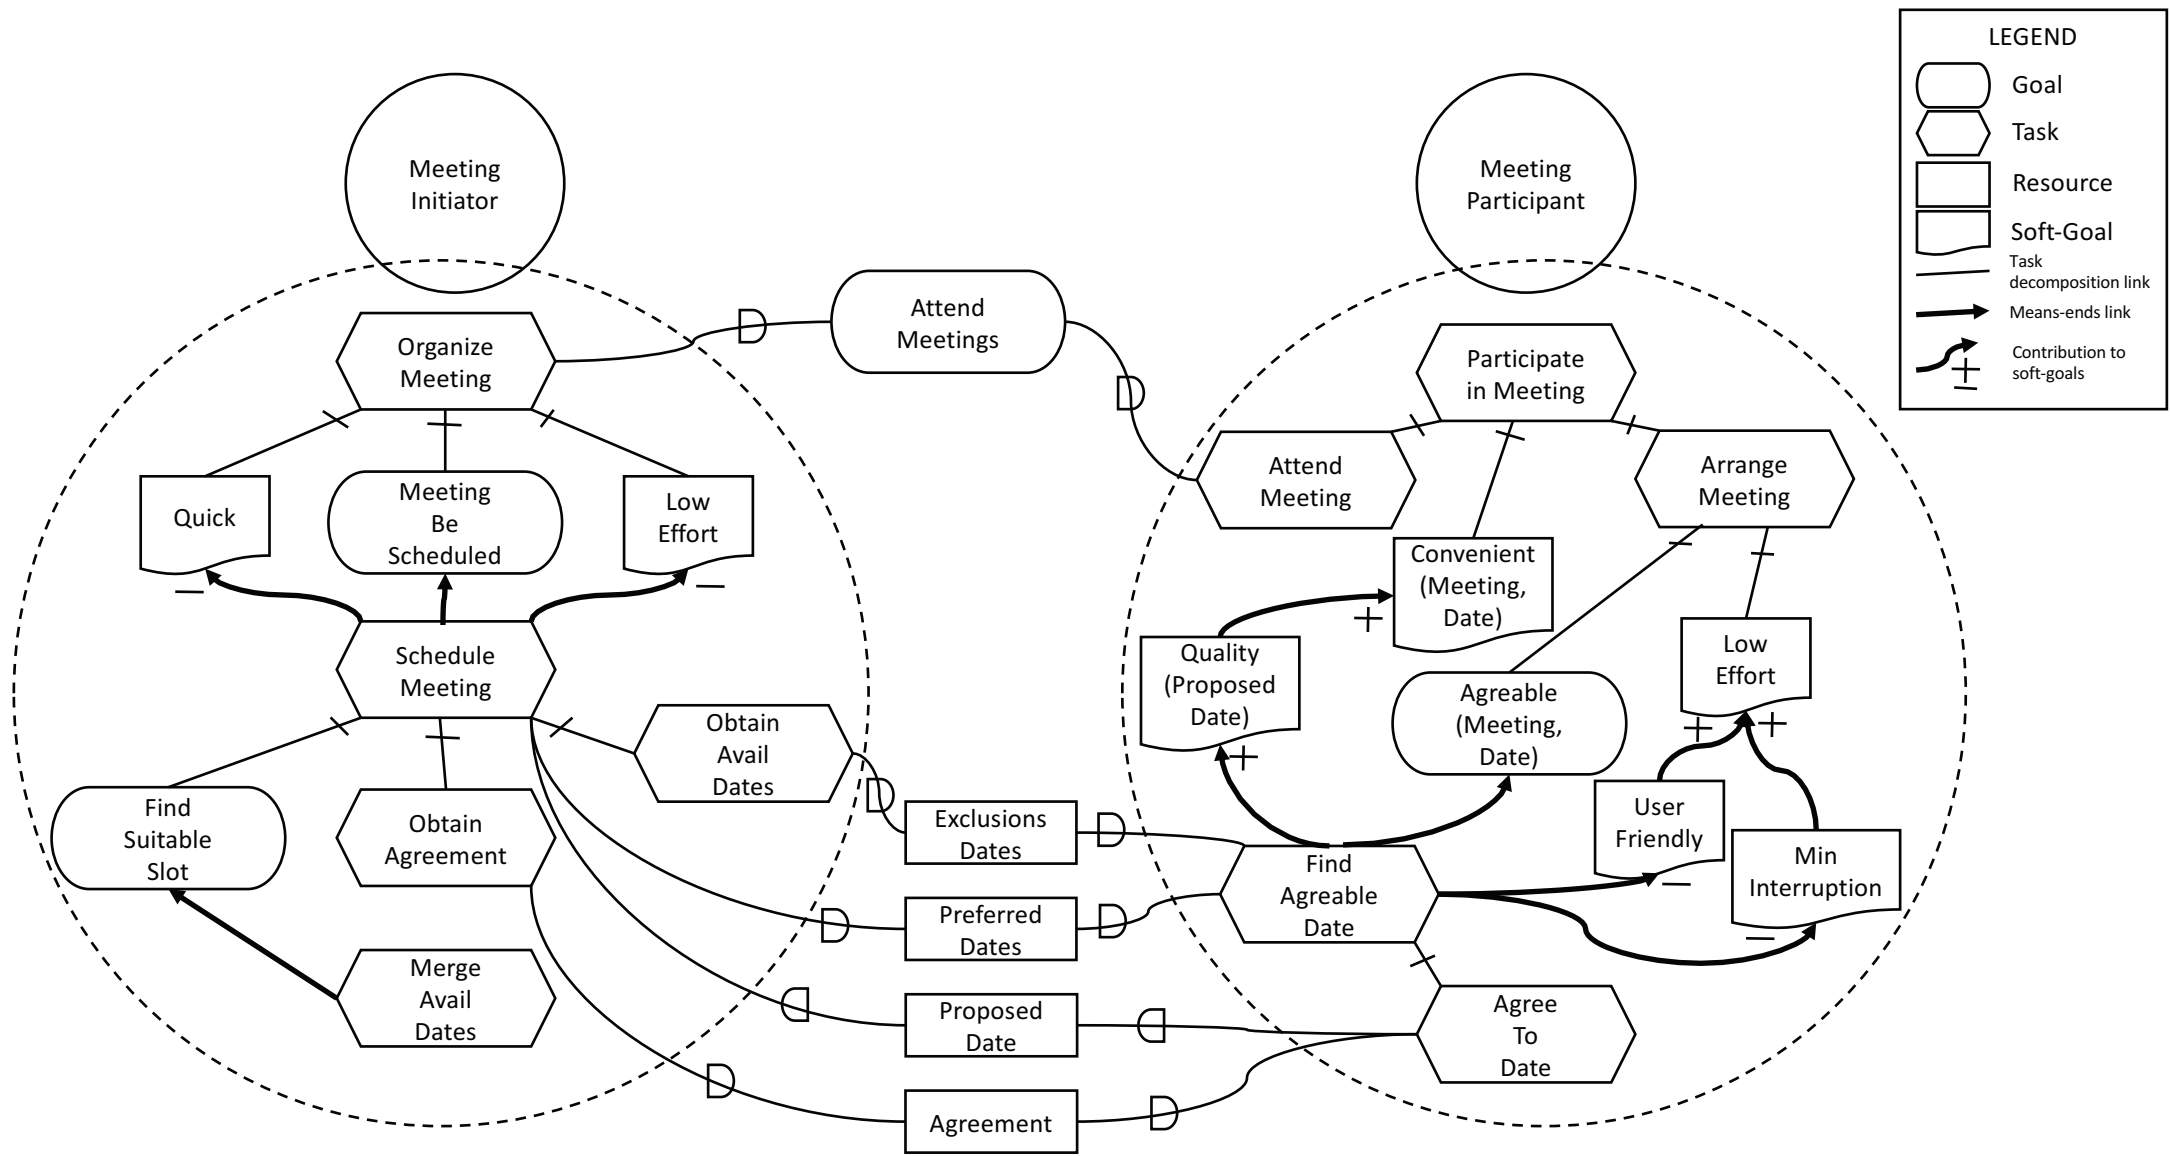 LEGEND
Goal
Task
Resource
Soft-Goal
Task
decomposition link
Means-ends link
Contribution to
soft-goals
+
−
Meeting
Initiator
Meeting
Participant
Attend
Meetings
Organize
Meeting
Quick
Meeting
Be
Scheduled
Low
Effort
−
−
Schedule
Meeting
Obtain
Avail
Dates
Find
Suitable
Slot
Obtain
Agreement
Merge
Avail
Dates
Exclusions
Dates
Preferred
Dates
Proposed
Date
Agreement
Participate
in Meeting
Attend
Meeting
Arrange
Meeting
Convenient
(Meeting,
Date)
+
Quality
(Proposed
Date)
+
Agreable
(Meeting,
Date)
Low
Effort
+
+
User
Friendly
−
Min
Interruption
−
Find
Agreable
Date
Agree
To
Date